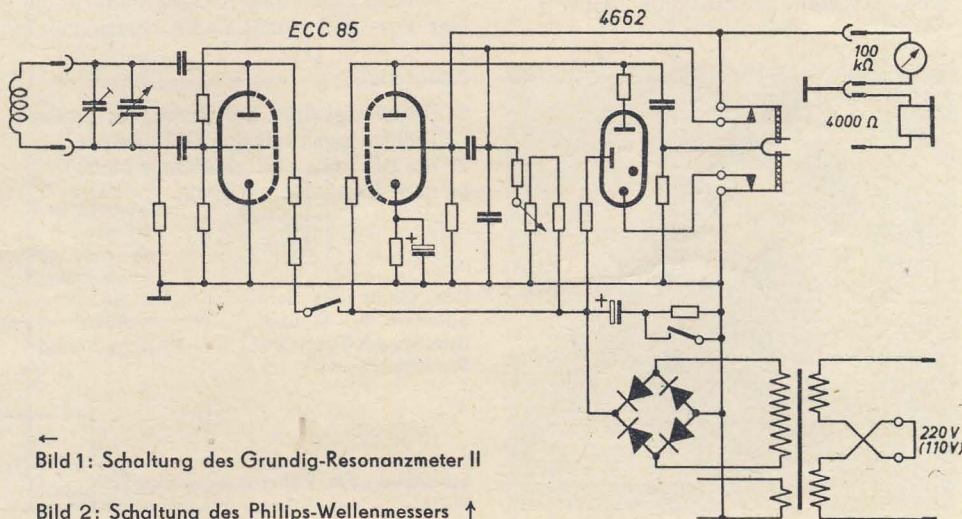 ECC 85
4662
100
kΩ
4000 Ω
+
+
220 V
(110V)
←
Bild 1: Schaltung des Grundig-Resonanzmeter II
Bild 2: Schaltung des Philips-Wellenmessers ↑